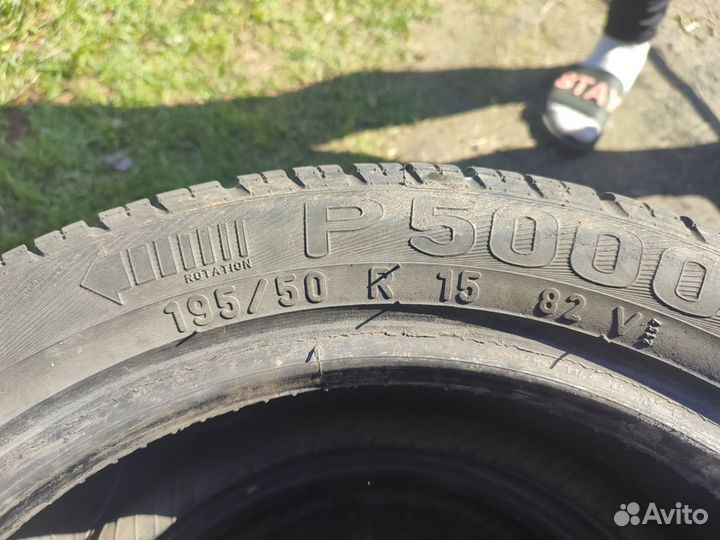 STAY
P5000
ROTATION
195/50 R 15 82 V
Avito